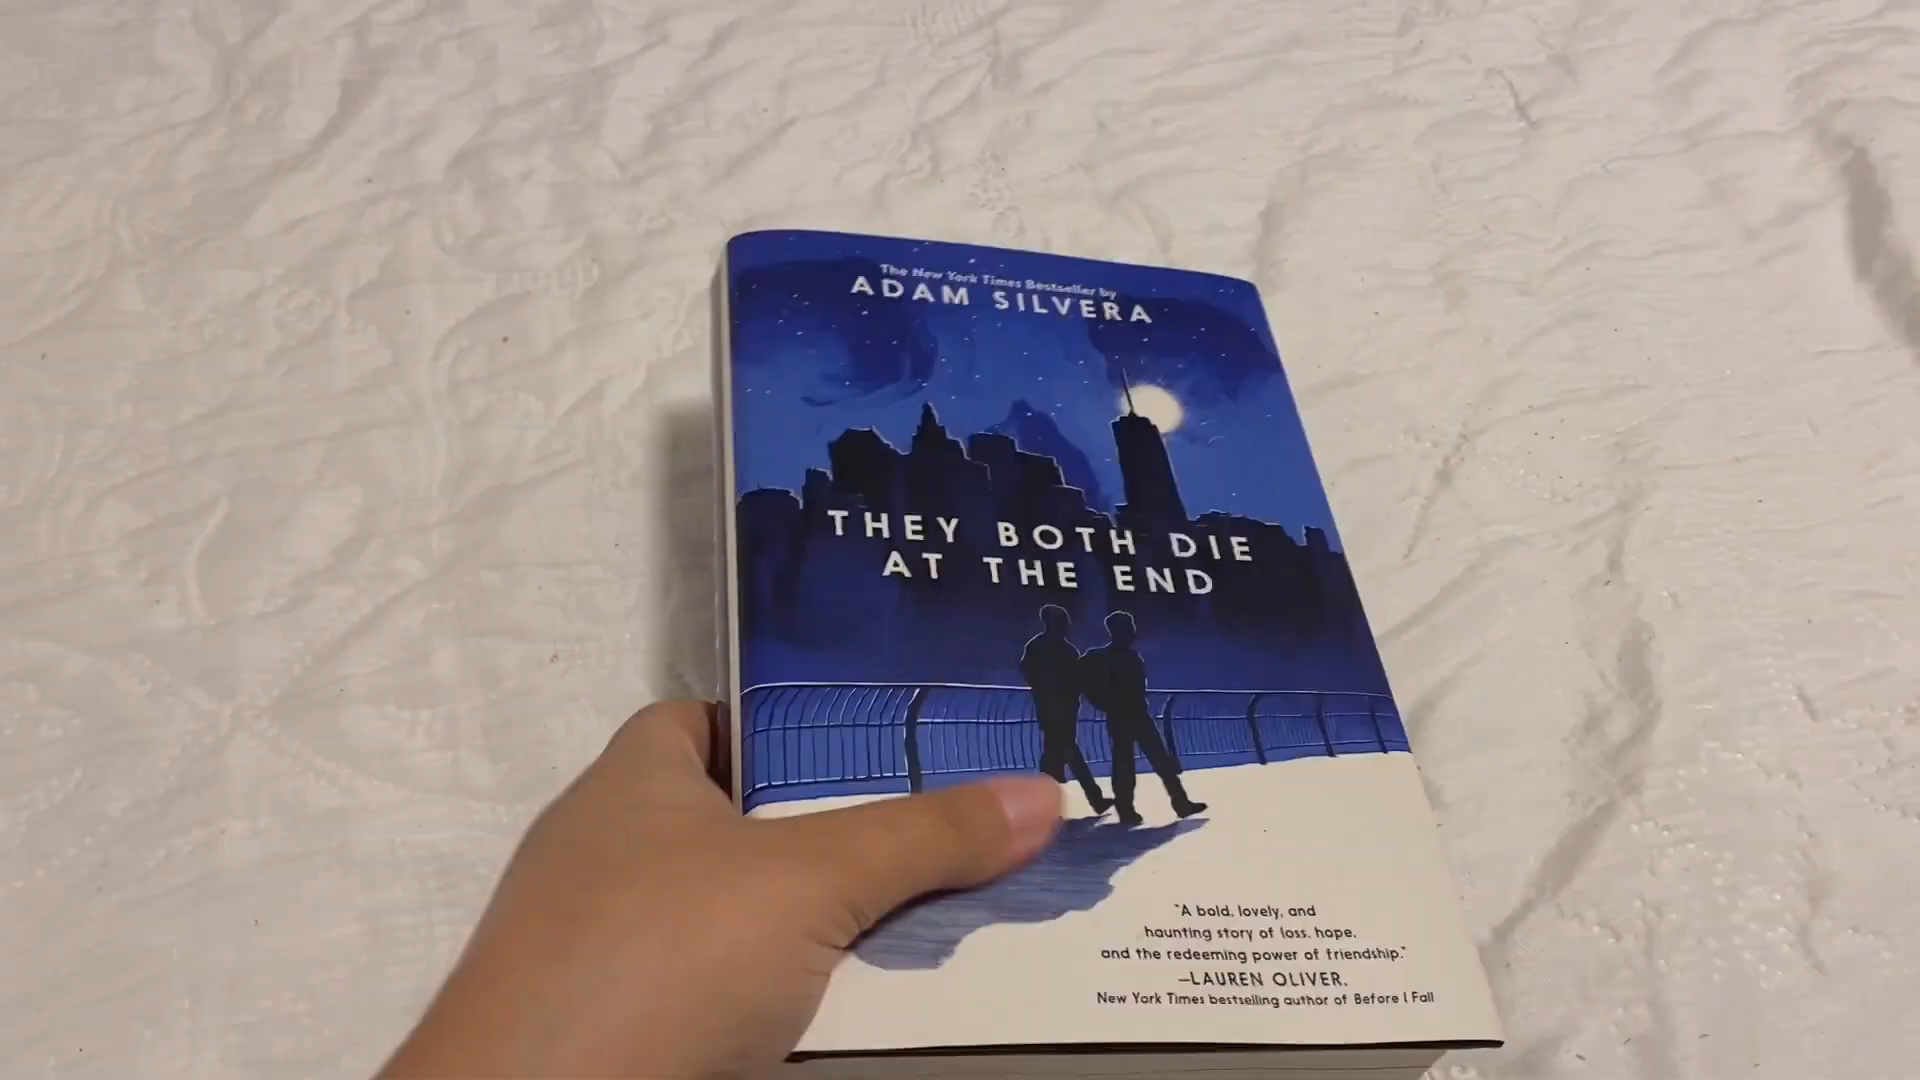 The New York Times Bestseller by
ADAM SILVERA
THEY BOTH DIE
AT THE END
"A bold, lovely, and
haunting story of loss, hope,
and the redeeming power of friendship."
—LAUREN OLIVER,
New York Times bestselling author of Before I Fall